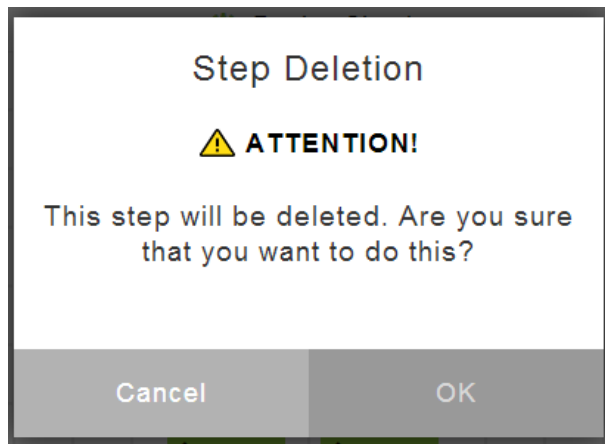 Step Deletion
ATTENTION!
This step will be deleted. Are you sure
that you want to do this?
Cancel
OK